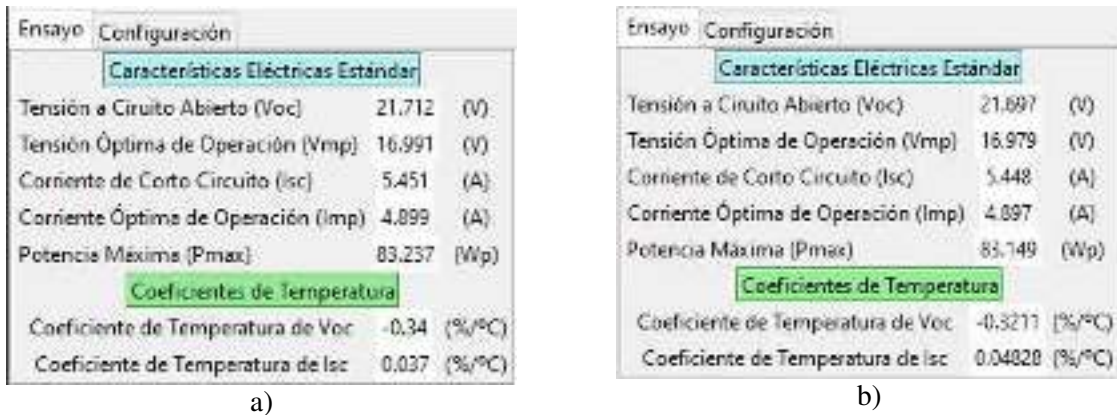 Ensayo Configuración
Características Eléctricas Estándar
Tensión a Ciruito Abierto (Voc) 21.712 (V)
Tensión Óptima de Operación (Vmp) 16.991 (V)
Corriente de Corto Circuito (Isc) 5.451 (A)
Corriente Óptima de Operación (Imp) 4.899 (A)
Potencia Máxima (Pmax) 83.237 (Wp)
Coeficientes de Temperatura
Coeficiente de Temperatura de Voc -0.34 (%/ºC)
Coeficiente de Temperatura de Isc 0.037 (%/ºC)
a)
Ensayo Configuración
Características Eléctricas Estándar
Tensión a Ciruito Abierto (Voc) 21.697 (V)
Tensión Óptima de Operación (Vmp) 16.979 (V)
Corriente de Corto Circuito (Isc) 5.448 (A)
Corriente Óptima de Operación (Imp) 4.897 (A)
Potencia Máxima (Pmax) 83.149 (Wp)
Coeficientes de Temperatura
Coeficiente de Temperatura de Voc -0.3211 (%/ºC)
Coeficiente de Temperatura de Isc 0.04828 (%/ºC)
b)